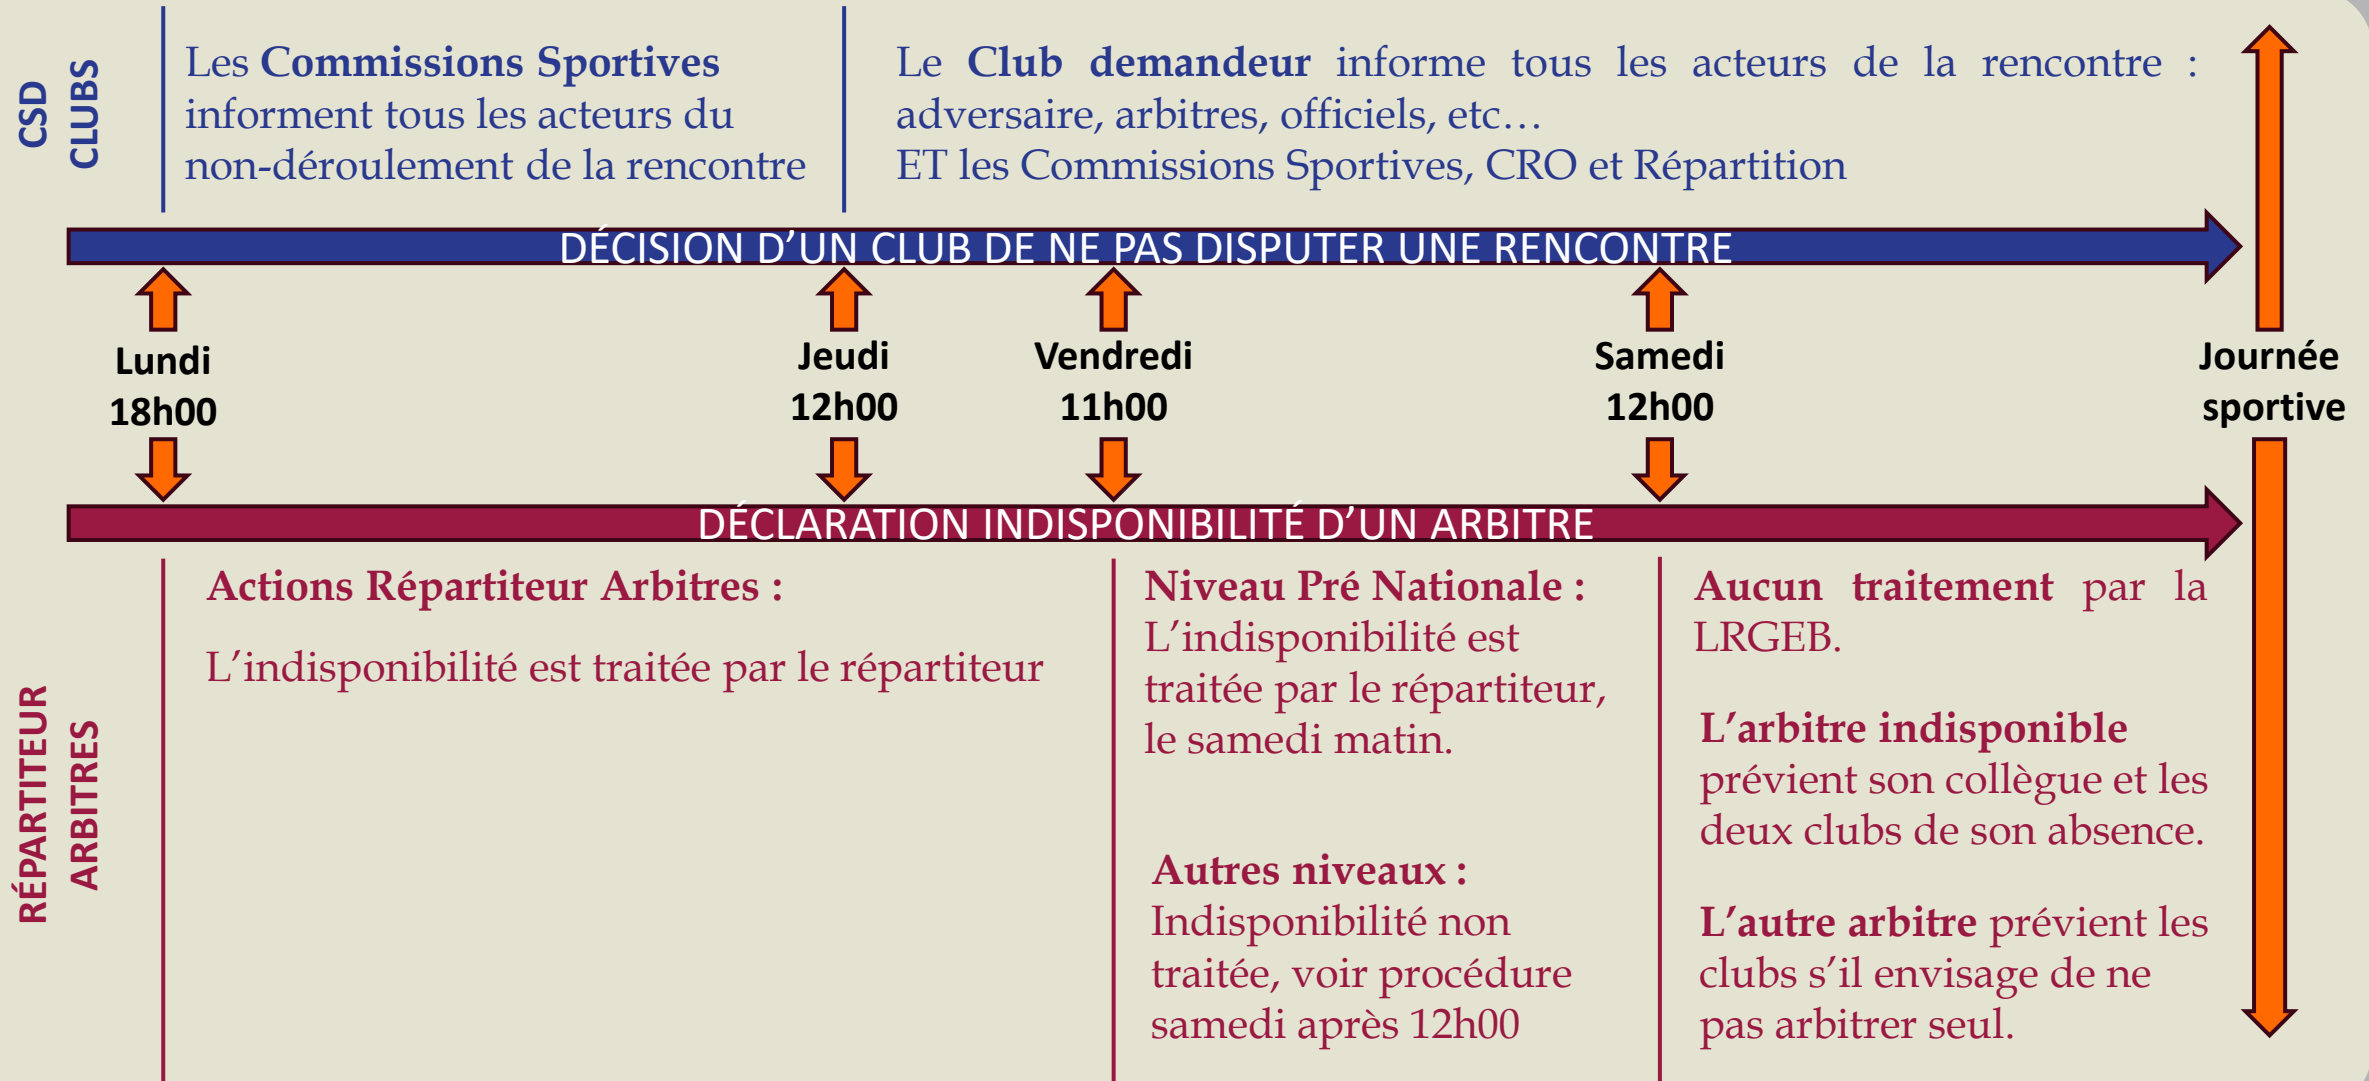 CSD
CLUBS
Les Commissions Sportives
informent tous les acteurs du
non-déroulement de la rencontre
Le Club demandeur informe tous les acteurs de la rencontre :
adversaire, arbitres, officiels, etc…
ET les Commissions Sportives, CRO et Répartition
DÉCISION D’UN CLUB DE NE PAS DISPUTER UNE RENCONTRE
Lundi
18h00
Jeudi
12h00
Vendredi
11h00
Samedi
12h00
Journée
sportive
DÉCLARATION INDISPONIBILITÉ D’UN ARBITRE
RÉPARTITEUR
ARBITRES
Actions Répartiteur Arbitres :
L’indisponibilité est traitée par le répartiteur
Niveau Pré Nationale :
L’indisponibilité est
traitée par le répartiteur,
le samedi matin.
Autres niveaux :
Indisponibilité non
traitée, voir procédure
samedi après 12h00
Aucun traitement par la
LRGEB.
L’arbitre indisponible
prévient son collègue et les
deux clubs de son absence.
L’autre arbitre prévient les
clubs s’il envisage de ne
pas arbitrer seul.